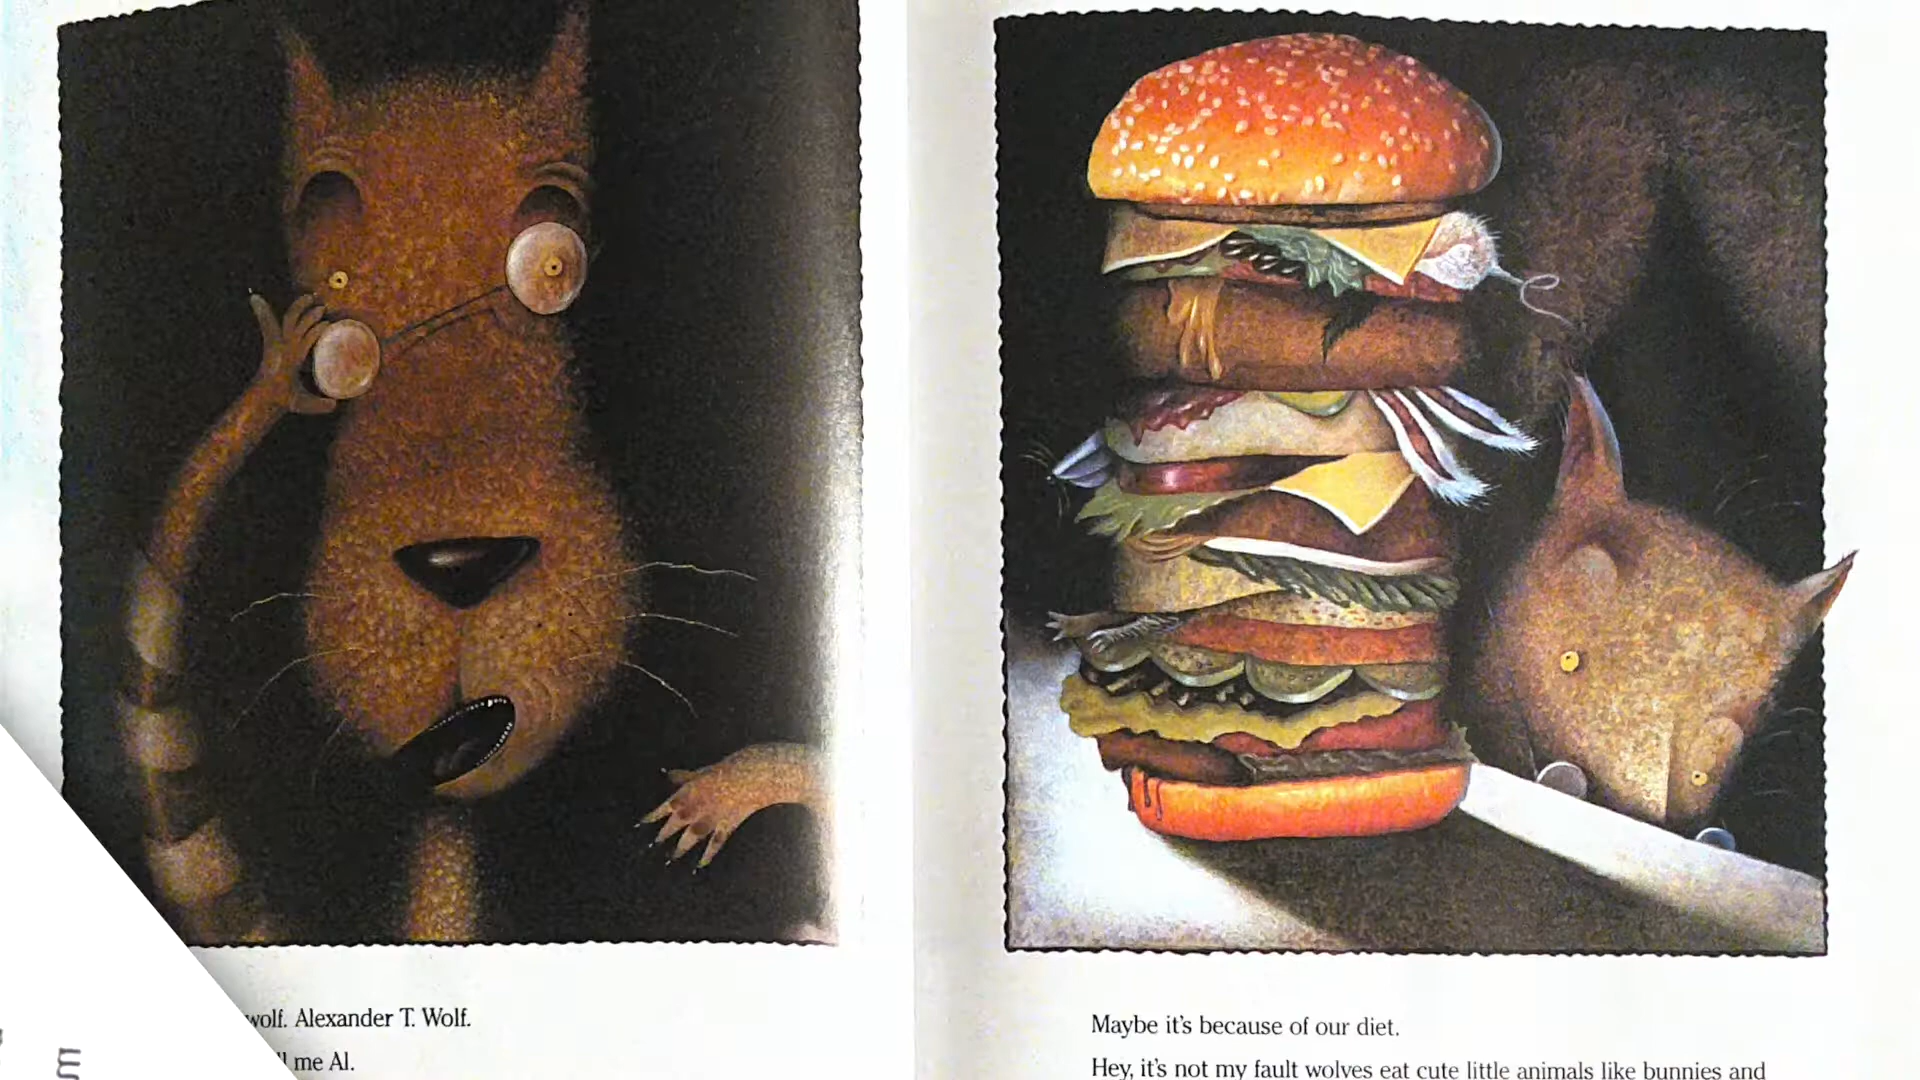 wolf. Alexander T. Wolf.
me Al.
Maybe it's because of our diet.
Hey, it's not my fault wolves eat cute little animals like bunnies and